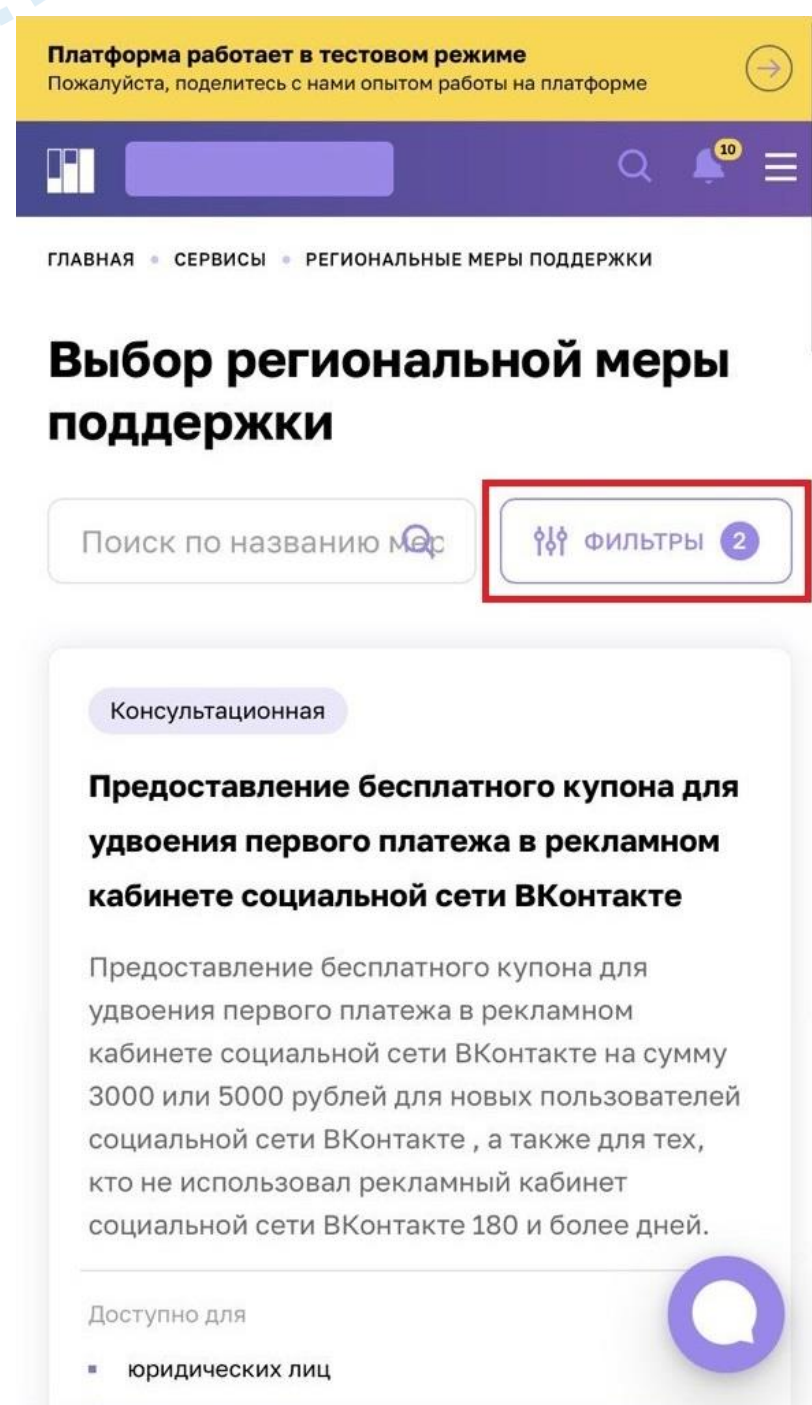 Платформа работает в тестовом режиме
Пожалуйста, поделитесь с нами опытом работы на платформе
10
ГЛАВНАЯ • СЕРВИСЫ • РЕГИОНАЛЬНЫЕ МЕРЫ ПОДДЕРЖКИ
Выбор региональной меры
поддержки
Поиск по названию мер
ФИЛЬТРЫ 2
Консультационная
Предоставление бесплатного купона для
удвоения первого платежа в рекламном
кабинете социальной сети ВКонтакте
Предоставление бесплатного купона для
удвоения первого платежа в рекламном
кабинете социальной сети ВКонтакте на сумму
3000 или 5000 рублей для новых пользователей
социальной сети ВКонтакте , а также для тех,
кто не использовал рекламный кабинет
социальной сети ВКонтакте 180 и более дней.
Доступно для
▪ юридических лиц